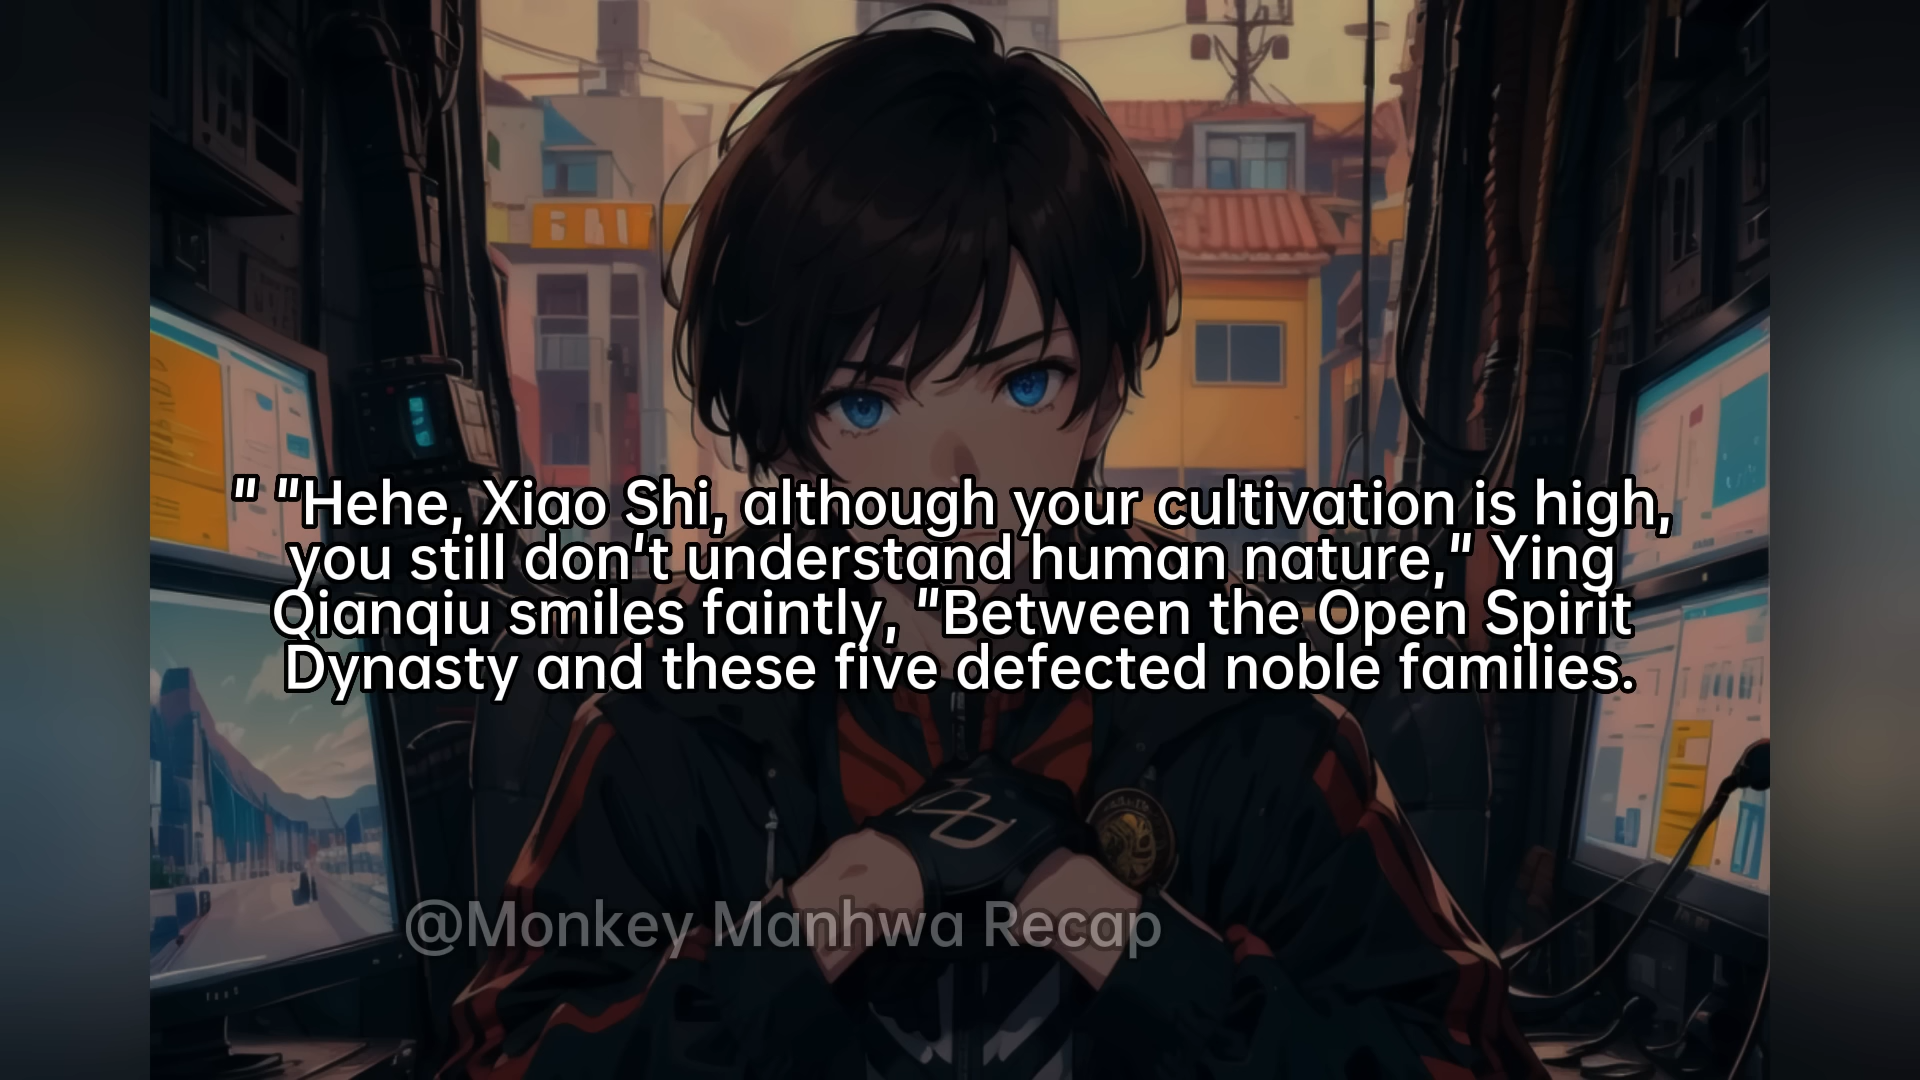 " "Hehe, Xiao Shi, although your cultivation is high,
you still don't understand human nature," Ying
Qianqiu smiles faintly, "Between the Open Spirit
Dynasty and these five defected noble families.
@Monkey Manhwa Recap